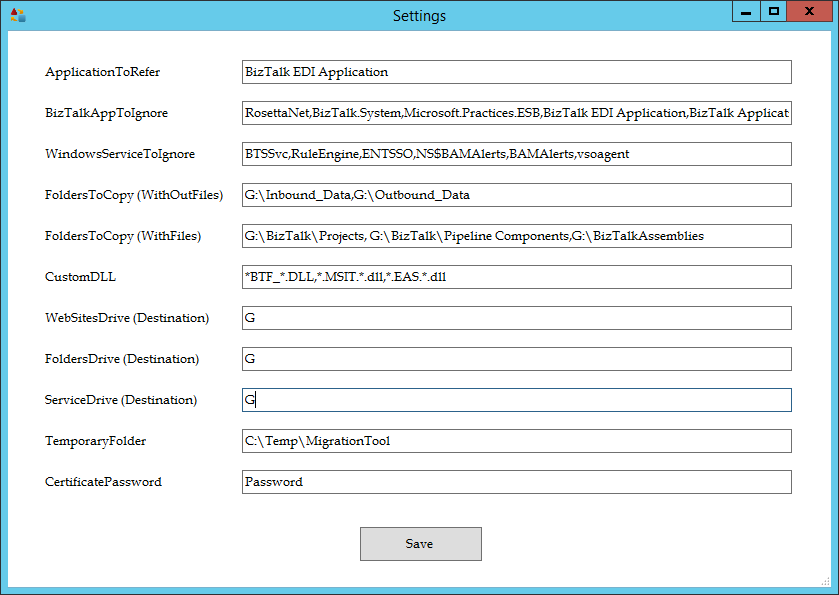 Settings
ApplicationToRefer BizTalk EDI Application
BizTalkAppToIgnore RosettaNet,BizTalk.System,Microsoft.Practices.ESB,BizTalk EDI Application,BizTalk Applicat
WindowsServiceToIgnore BTSSvc,RuleEngine,ENTSSO,NS$BAMAlerts,BAMAlerts,vsoagent
FoldersToCopy (WithOutFiles) G:\Inbound_Data,G:\Outbound_Data
FoldersToCopy (WithFiles) G:\BizTalk\Projects, G:\BizTalk\Pipeline Components,G:\BizTalkAssemblies
CustomDLL *BTF_*.DLL,*.MSIT.*.dll,*.EAS.*.dll
WebSitesDrive (Destination) G
FoldersDrive (Destination) G
ServiceDrive (Destination) G
TemporaryFolder C:\Temp\MigrationTool
CertificatePassword Password
Save